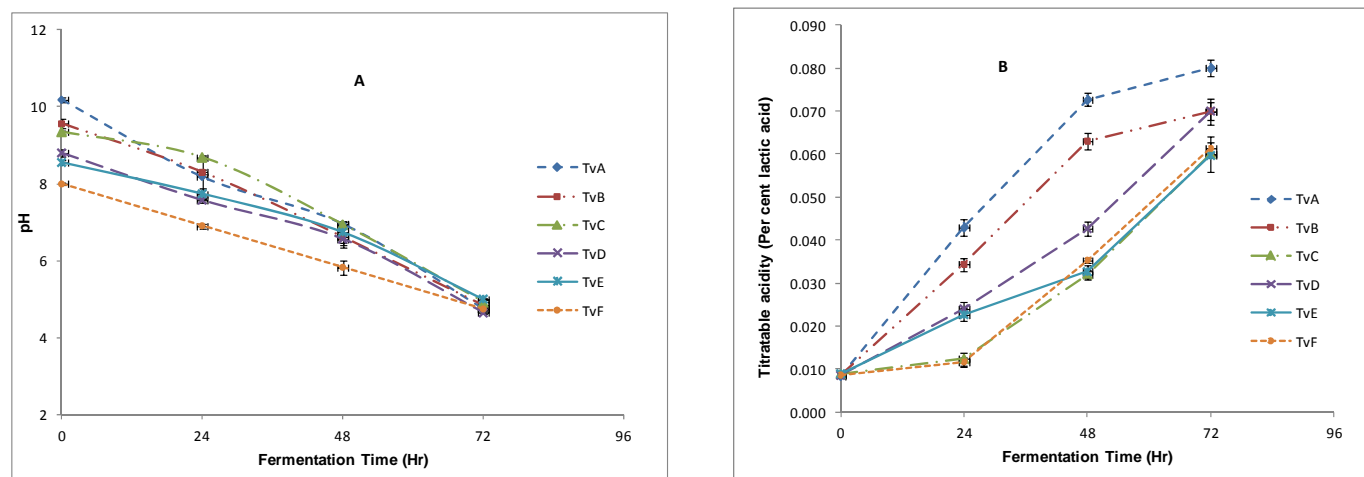 12
10
8
6
4
2
pH
A
0
24
48
72
96
Fermentation Time (Hr)
TvA
TvB
TvC
TvD
TvE
TvF
0.090
0.080
0.070
0.060
0.050
0.040
0.030
0.020
0.010
0.000
Titratable acidity (Per cent lactic acid)
B
0
24
48
72
96
Fermentation Time (Hr)
TvA
TvB
TvC
TvD
TvE
TvF